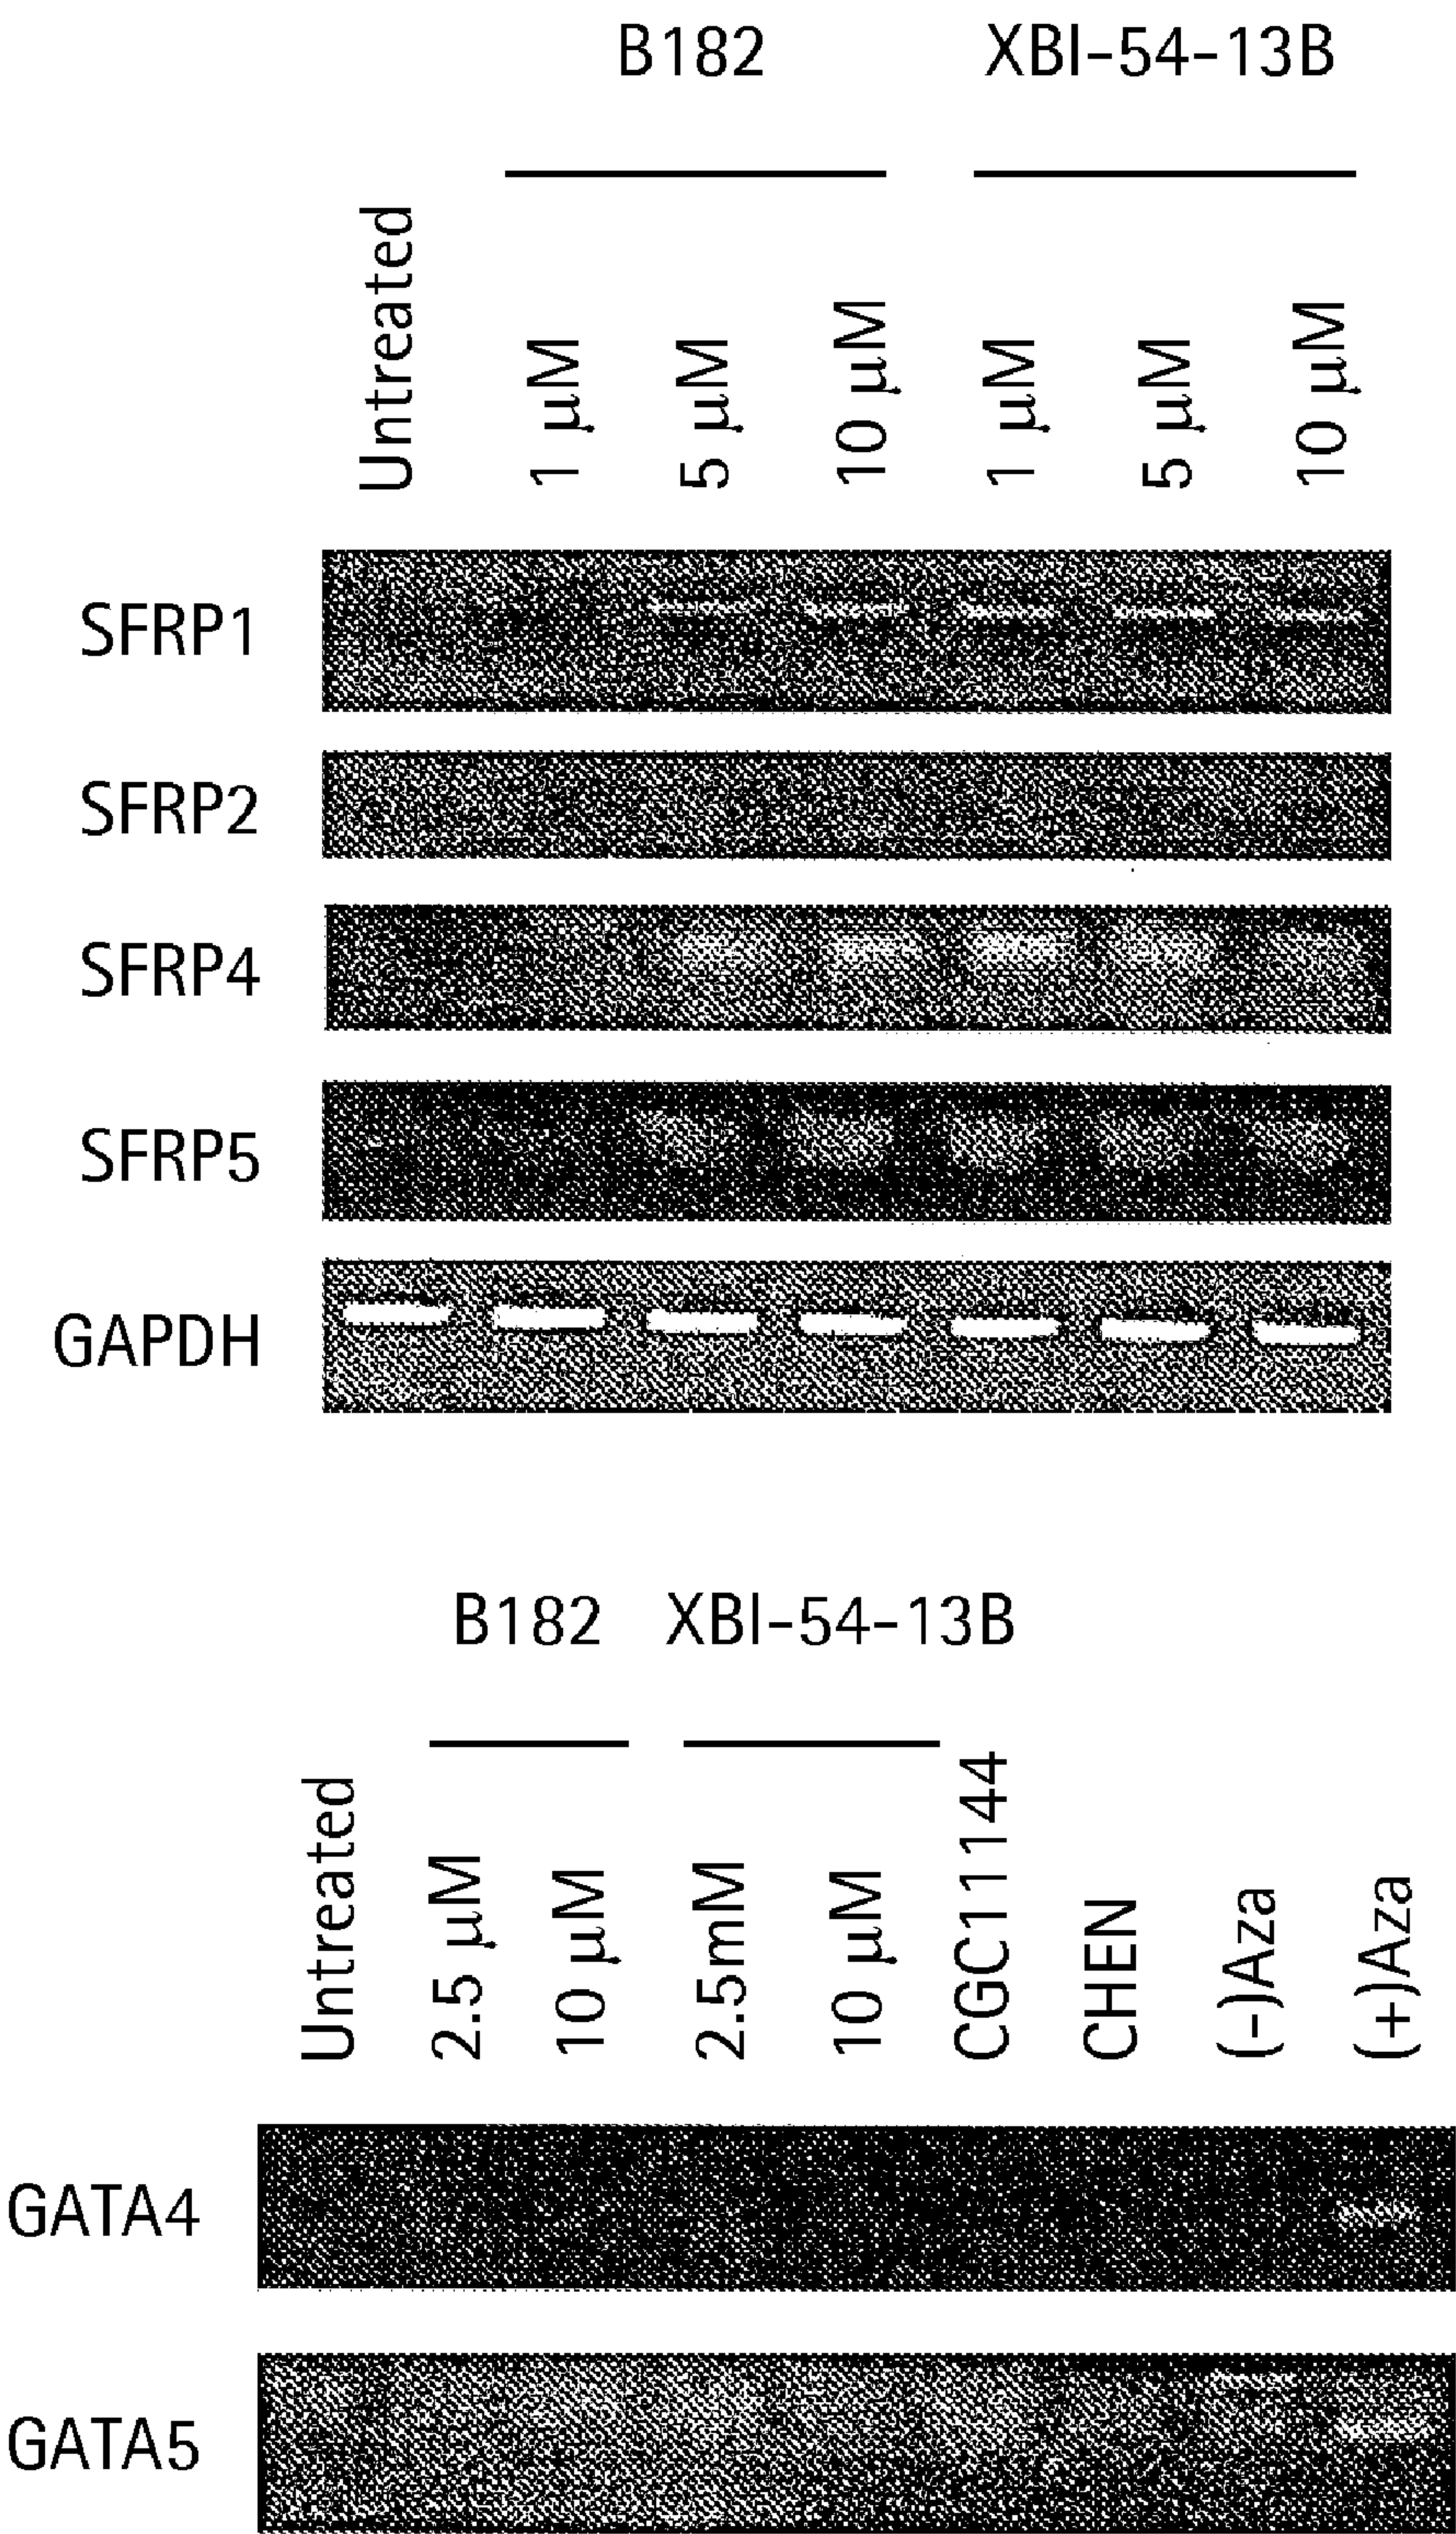 B182 XBI-54-13B
Untreated 1 µM 5 µM 10 µM 1 µM 5 µM 10 µM
SFRP1
SFRP2
SFRP4
SFRP5
GAPDH
B182 XBI-54-13B
Untreated 2.5 µM 10 µM 2.5mM 10 µM CGC11144 CHEN (-)Aza (+)Aza
GATA4
GATA5